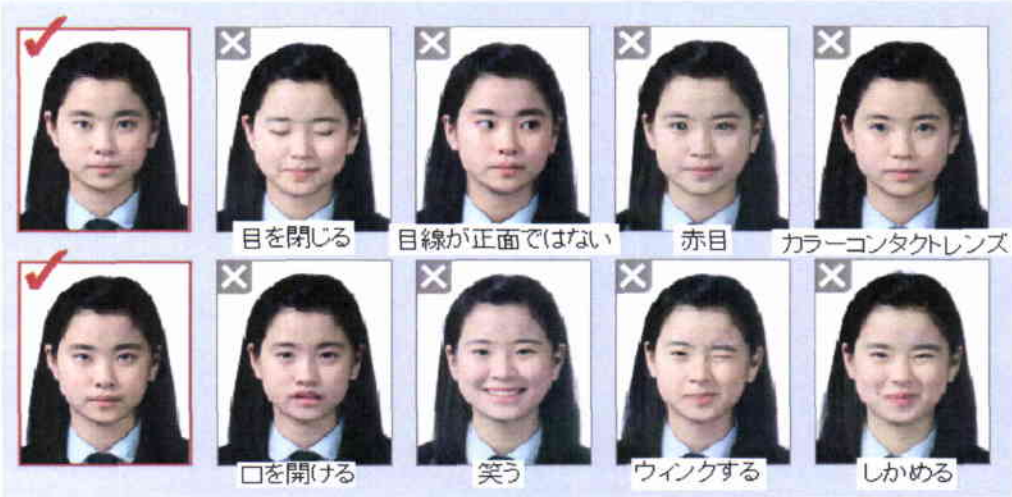 目を閉じる
目線が正面ではない
赤目
カラーコンタクトレンズ
口を開ける
笑う
ウィンクする
しかめる